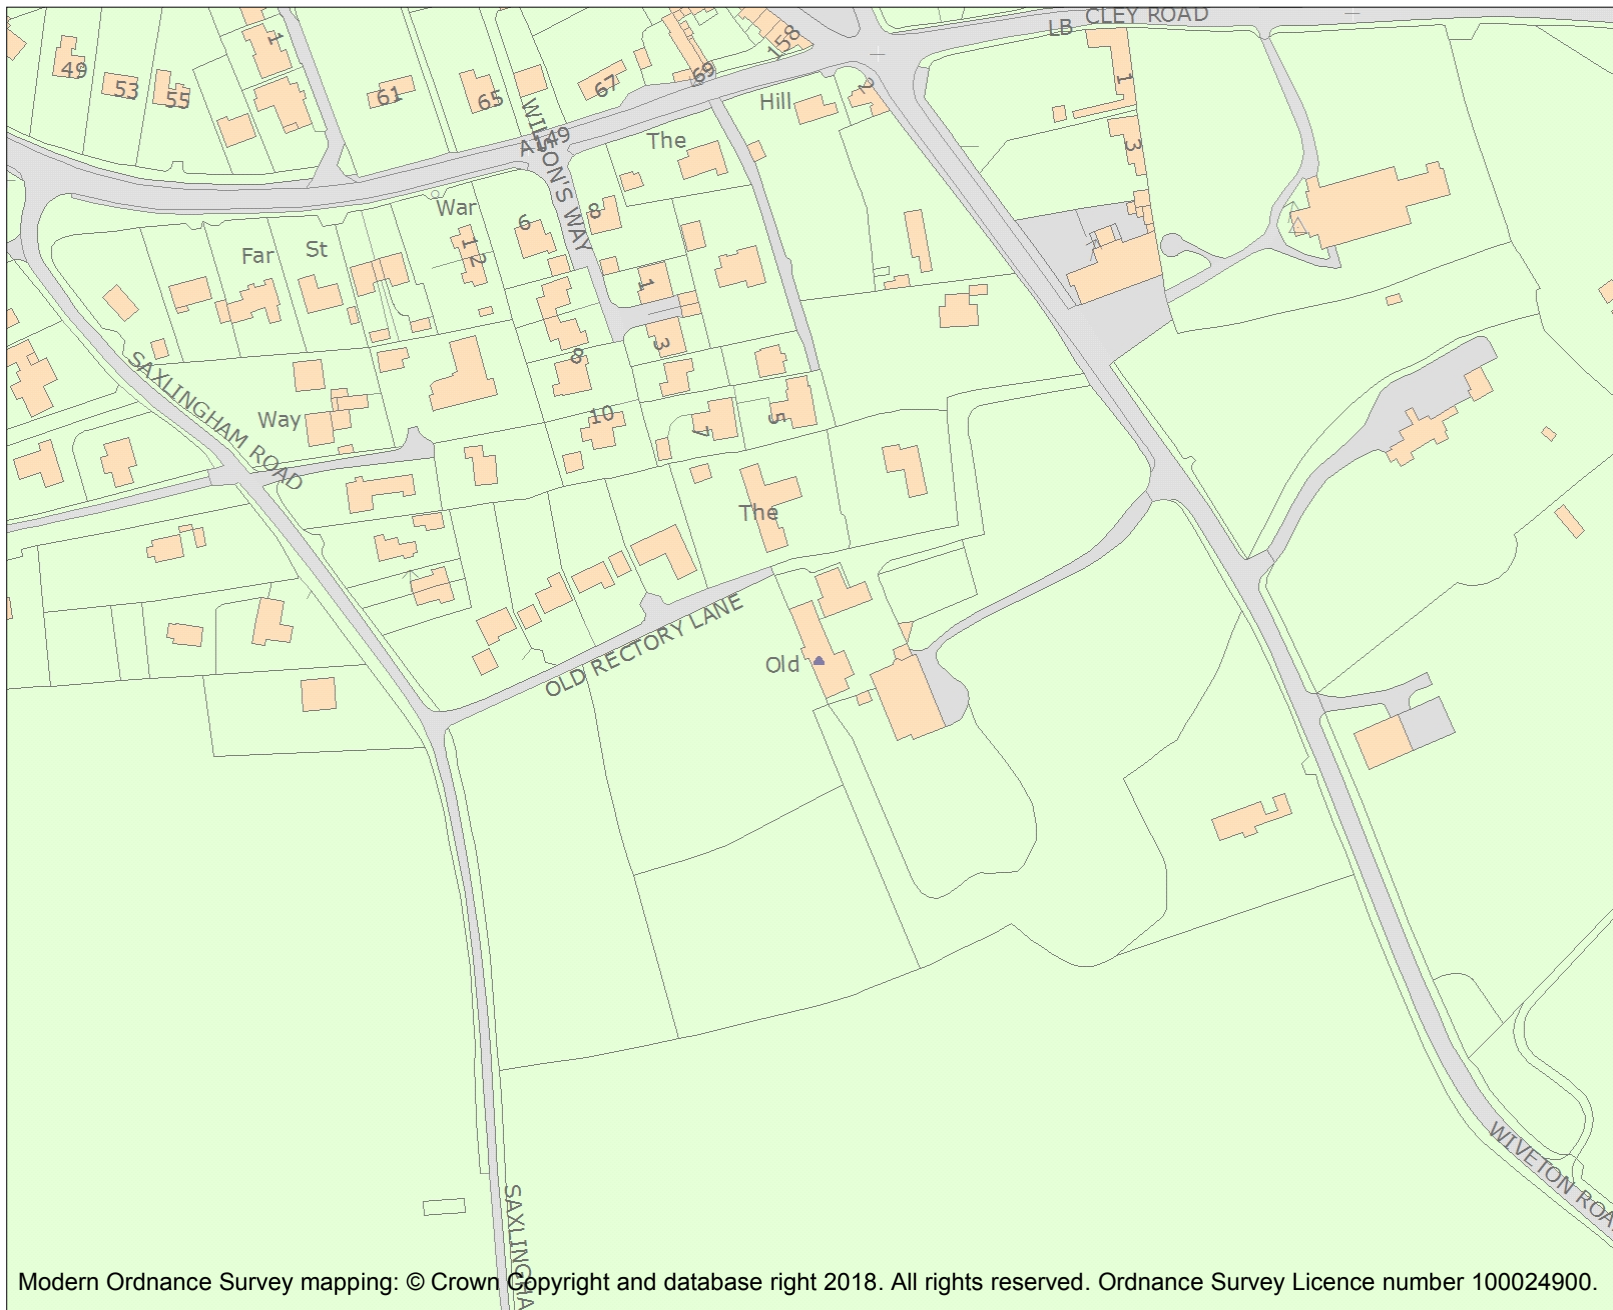 CLEY ROAD
LB
158
1
49
53
55
61
65
67
69
2
1
Hill
WILSON'S WAY
A149
The
3
War
6
8
12
Far
St
1
3
8
SAXLINGHAM ROAD
Way
10
7
5
The
OLD RECTORY LANE
Old
WIVETON ROA
SAXLINGHA
Modern Ordnance Survey mapping: © Crown Copyright and database right 2018. All rights reserved. Ordnance Survey Licence number 100024900.